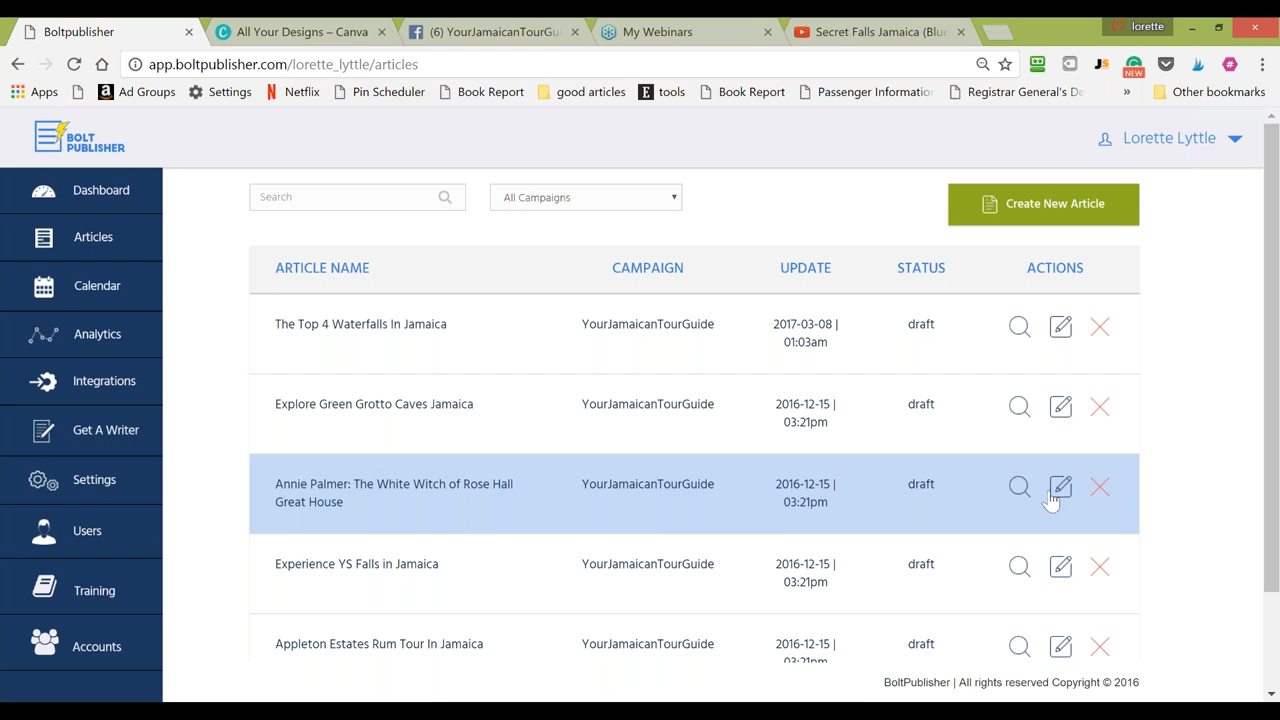 lorette
Boltpublisher
All Your Designs – Canva
(6) YourJamaicanTourGui
My Webinars
Secret Falls Jamaica (Blue
app.boltpublisher.com/lorette_lyttle/articles
NEW
Apps
Ad Groups
Settings
Netflix
Pin Scheduler
Book Report
good articles
tools
Book Report
Passenger Information
Registrar General's De
»
Other bookmarks
BOLT
PUBLISHER
Lorette Lyttle
Dashboard
Articles
Calendar
Analytics
Integrations
Get A Writer
Settings
Users
Training
Accounts
Search
All Campaigns
Create New Article
ARTICLE NAME CAMPAIGN UPDATE STATUS ACTIONS
The Top 4 Waterfalls In Jamaica YourJamaicanTourGuide 2017-03-08 | draft
01:03am
Explore Green Grotto Caves Jamaica YourJamaicanTourGuide 2016-12-15 | draft
03:21pm
Annie Palmer: The White Witch of Rose Hall YourJamaicanTourGuide 2016-12-15 | draft
Great House 03:21pm
Experience YS Falls in Jamaica YourJamaicanTourGuide 2016-12-15 | draft
03:21pm
Appleton Estates Rum Tour In Jamaica YourJamaicanTourGuide 2016-12-15 | draft
03:21pm
BoltPublisher | All rights reserved Copyright © 2016